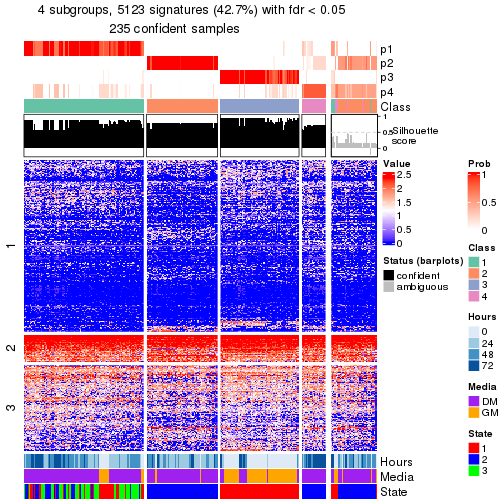 4 subgroups, 5123 signatures (42.7%) with fdr < 0.05
235 confident samples
p1
p2
p3
p4
Class
1
0.5
0
Silhouette
score
1
2
3
Hours
Media
State
Value
2.5
2
1.5
1
0.5
0
Status (barplots)
confident
ambiguous
Prob
1
0.5
0
Class
1
2
3
4
Hours
0
24
48
72
Media
DM
GM
State
1
2
3